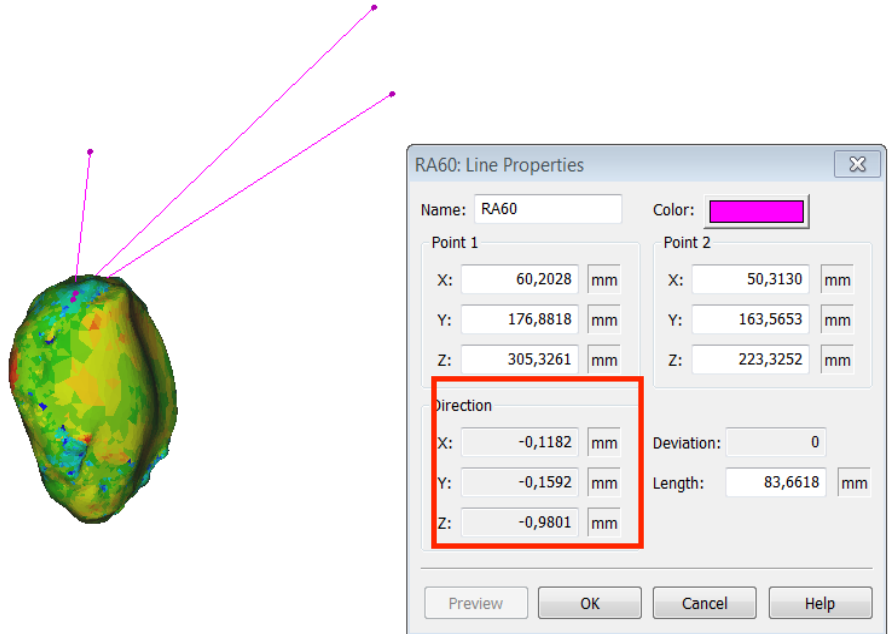 RA60: Line Properties
Name: RA60 Color:
Point 1 Point 2
X: 60,2028 mm X: 50,3130 mm
Y: 176,8818 mm Y: 163,5653 mm
Z: 305,3261 mm Z: 223,3252 mm
Direction
X: -0,1182 mm Deviation: 0
Y: -0,1592 mm Length: 83,6618 mm
Z: -0,9801 mm
Preview OK Cancel Help